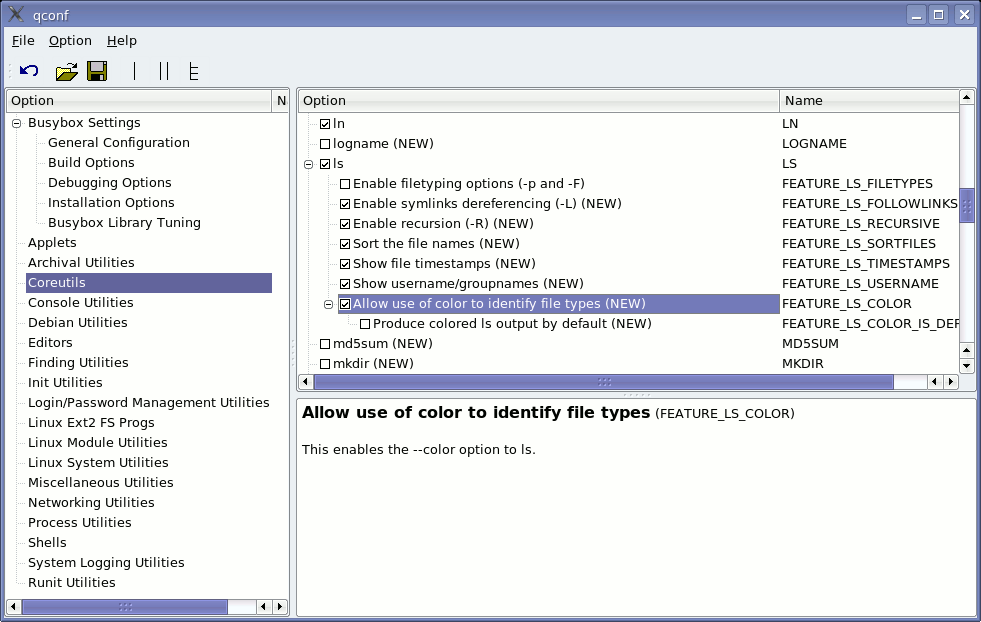 qconf
File Option Help
Option N
Busybox Settings
General Configuration
Build Options
Debugging Options
Installation Options
Busybox Library Tuning
Applets
Archival Utilities
Coreutils
Console Utilities
Debian Utilities
Editors
Finding Utilities
Init Utilities
Login/Password Management Utilities
Linux Ext2 FS Progs
Linux Module Utilities
Linux System Utilities
Miscellaneous Utilities
Networking Utilities
Process Utilities
Shells
System Logging Utilities
Runit Utilities
Option Name
ln LN
logname (NEW) LOGNAME
ls LS
Enable filetyping options (-p and -F) FEATURE_LS_FILETYPES
Enable symlinks dereferencing (-L) (NEW) FEATURE_LS_FOLLOWLINKS
Enable recursion (-R) (NEW) FEATURE_LS_RECURSIVE
Sort the file names (NEW) FEATURE_LS_SORTFILES
Show file timestamps (NEW) FEATURE_LS_TIMESTAMPS
Show username/groupnames (NEW) FEATURE_LS_USERNAME
Allow use of color to identify file types (NEW) FEATURE_LS_COLOR
Produce colored ls output by default (NEW) FEATURE_LS_COLOR_IS_DEF
md5sum (NEW) MD5SUM
mkdir (NEW) MKDIR
Allow use of color to identify file types (FEATURE_LS_COLOR)
This enables the --color option to ls.